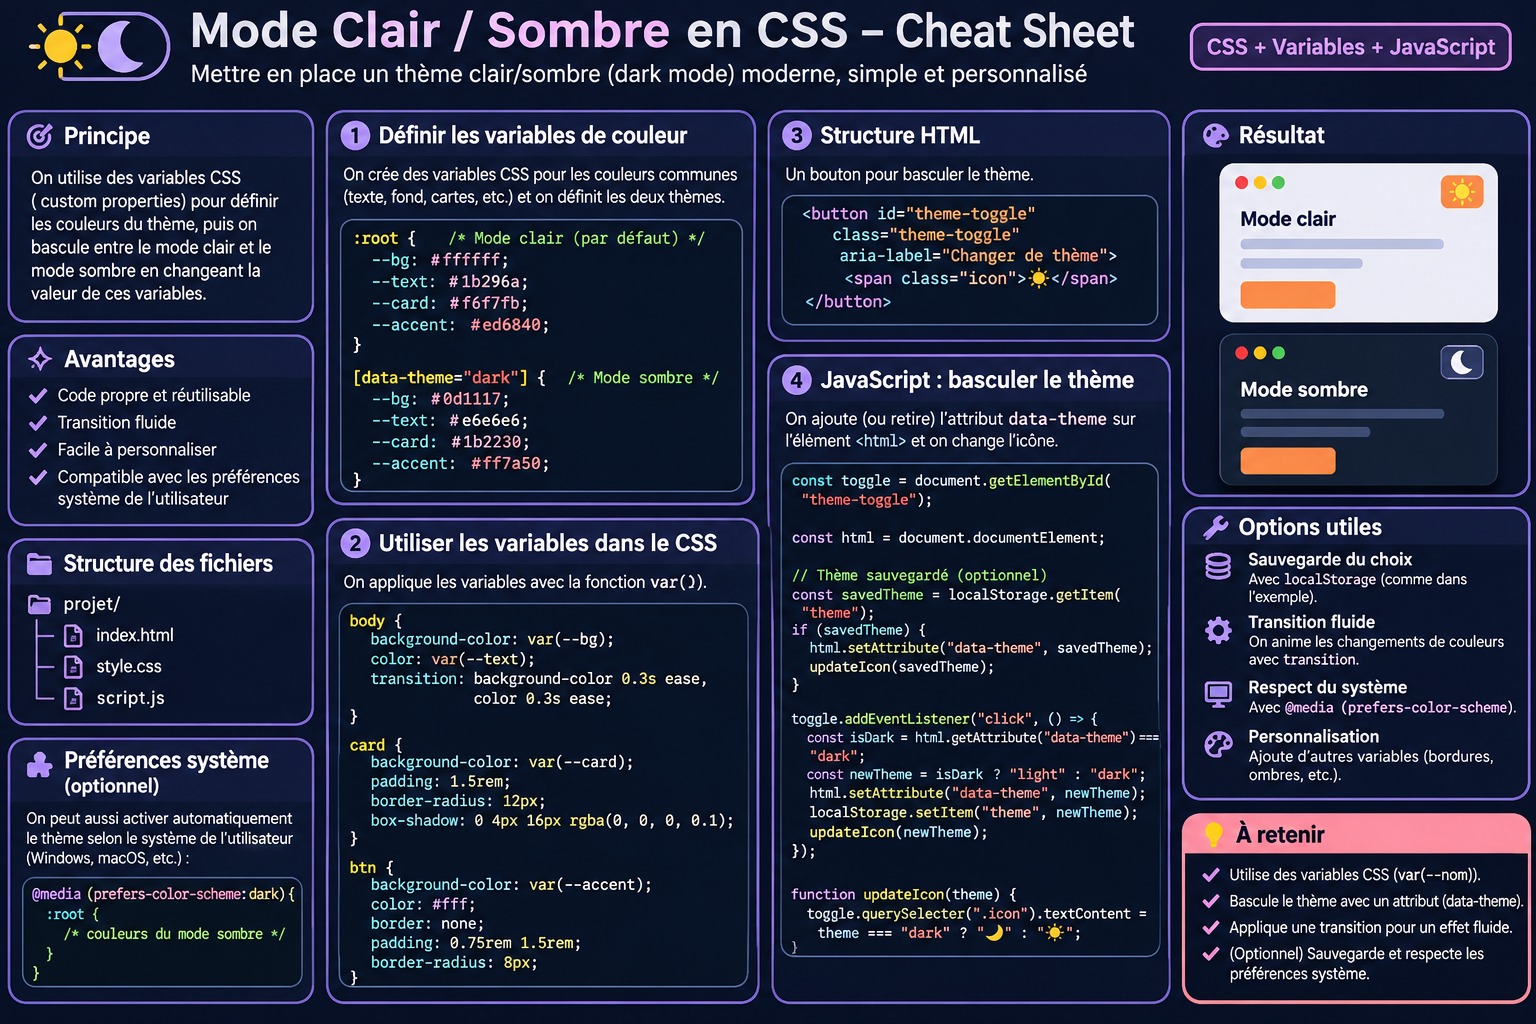 Mode Clair / Sombre en CSS – Cheat Sheet
Mettre en place un thème clair/sombre (dark mode) moderne, simple et personnalisé
CSS + Variables + JavaScript
Principe
On utilise des variables CSS
( custom properties) pour définir
les couleurs du thème, puis on
bascule entre le mode clair et le
mode sombre en changeant la
valeur de ces variables.
Avantages
Code propre et réutilisable
Transition fluide
Facile à personnaliser
Compatible avec les préférences
système de l'utilisateur
Structure des fichiers
projet/
index.html
style.css
script.js
Préférences système
(optionnel)
On peut aussi activer automatiquement
le thème selon le système de l'utilisateur
(Windows, macOS, etc.) :
@media (prefers-color-scheme:dark){
:root {
/* couleurs du mode sombre */
}
}
1 Définir les variables de couleur
On crée des variables CSS pour les couleurs communes
(texte, fond, cartes, etc.) et on définit les deux thèmes.
:root { /* Mode clair (par défaut) */
--bg: #ffffff;
--text: #1b296a;
--card: #f6f7fb;
--accent: #ed6840;
}
[data-theme="dark"] { /* Mode sombre */
--bg: #0d1117;
--text: #e6e6e6;
--card: #1b2230;
--accent: #ff7a50;
}
2 Utiliser les variables dans le CSS
On applique les variables avec la fonction var().
body {
background-color: var(--bg);
color: var(--text);
transition: background-color 0.3s ease,
color 0.3s ease;
}
card {
background-color: var(--card);
padding: 1.5rem;
border-radius: 12px;
box-shadow: 0 4px 16px rgba(0, 0, 0, 0.1);
}
btn {
background-color: var(--accent);
color: #fff;
border: none;
padding: 0.75rem 1.5rem;
border-radius: 8px;
}
3 Structure HTML
Un bouton pour basculer le thème.
<button id="theme-toggle"
class="theme-toggle"
aria-label="Changer de thème">
<span class="icon">☀️</span>
</button>
4 JavaScript : basculer le thème
On ajoute (ou retire) l'attribut data-theme sur
l'élément <html> et on change l'icône.
const toggle = document.getElementById(
"theme-toggle");
const html = document.documentElement;
// Thème sauvegardé (optionnel)
const savedTheme = localStorage.getItem(
"theme");
if (savedTheme) {
html.setAttribute("data-theme", savedTheme);
updateIcon(savedTheme);
}
toggle.addEventListener("click", () => {
const isDark = html.getAttribute("data-theme") ===
"dark";
const newTheme = isDark ? "light" : "dark";
html.setAttribute("data-theme", newTheme);
localStorage.setItem("theme", newTheme);
updateIcon(newTheme);
});
function updateIcon(theme) {
toggle.querySelecter(".icon").textContent =
theme === "dark" ? "🌙" : "☀️";
}
Résultat
Mode clair
Mode sombre
Options utiles
Sauvegarde du choix
Avec localStorage (comme dans
l'exemple).
Transition fluide
On anime les changements de couleurs
avec transition.
Respect du système
Avec @media (prefers-color-scheme).
Personnalisation
Ajoute d'autres variables (bordures,
ombres, etc.).
À retenir
Utilise des variables CSS (var(--nom)).
Bascule le thème avec un attribut (data-theme).
Applique une transition pour un effet fluide.
(Optionnel) Sauvegarde et respecte les
préférences système.